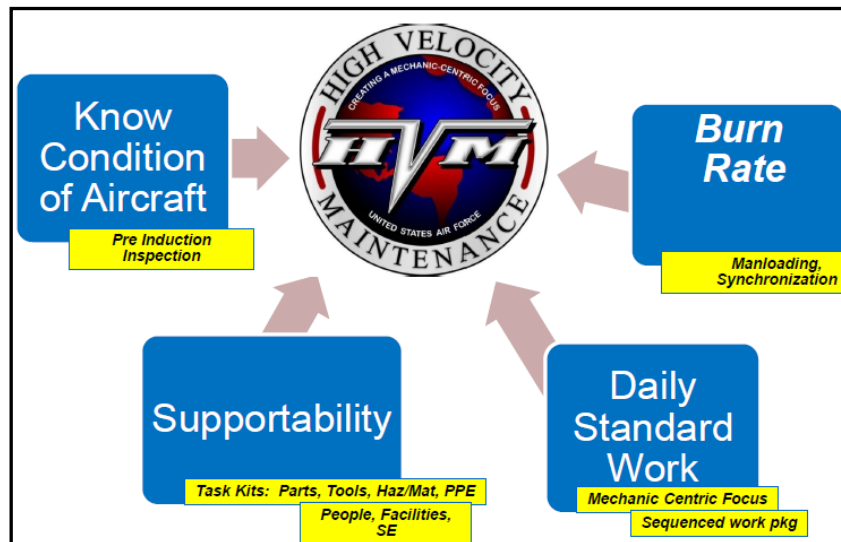 HIGH VELOCITY
CREATING A MECHANIC-CENTRIC FOCUS
HVM
UNITED STATES AIR FORCE
MAINTENANCE
Know
Condition
of Aircraft
Pre Induction
Inspection
Burn
Rate
Manloading,
Synchronization
Supportability
Task Kits:  Parts, Tools, Haz/Mat, PPE
People, Facilities,
SE
Daily
Standard
Work
Mechanic Centric Focus
Sequenced work pkg